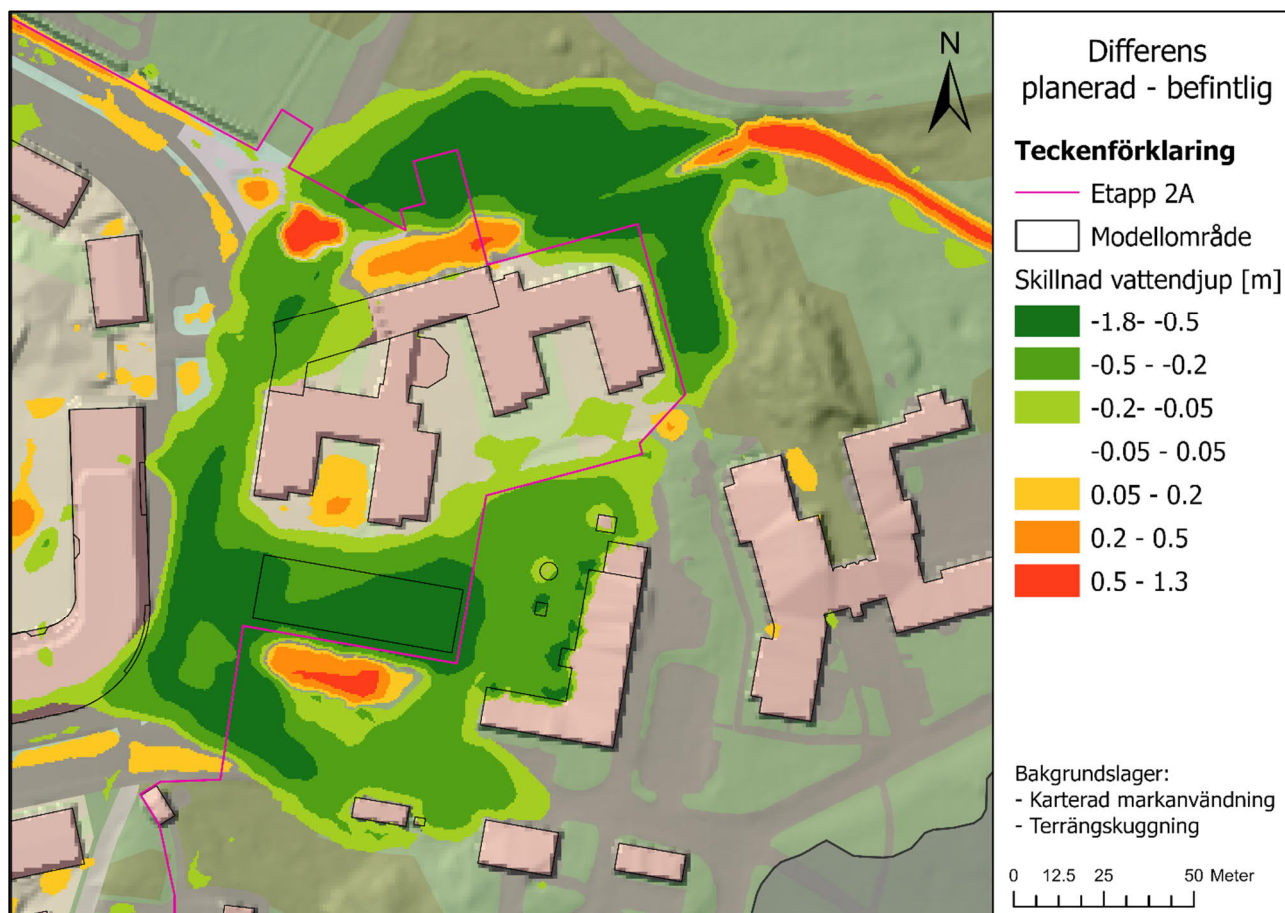 N
Differens
planerad - befintlig
Teckenförklaring
Etapp 2A
Modellområde
Skillnad vattendjup [m]
-1.8- -0.5
-0.5 - -0.2
-0.2- -0.05
-0.05 - 0.05
0.05 - 0.2
0.2 - 0.5
0.5 - 1.3
Bakgrundslager:
- Karterad markanvändning
- Terrängskuggning
0 12.5 25 50 Meter